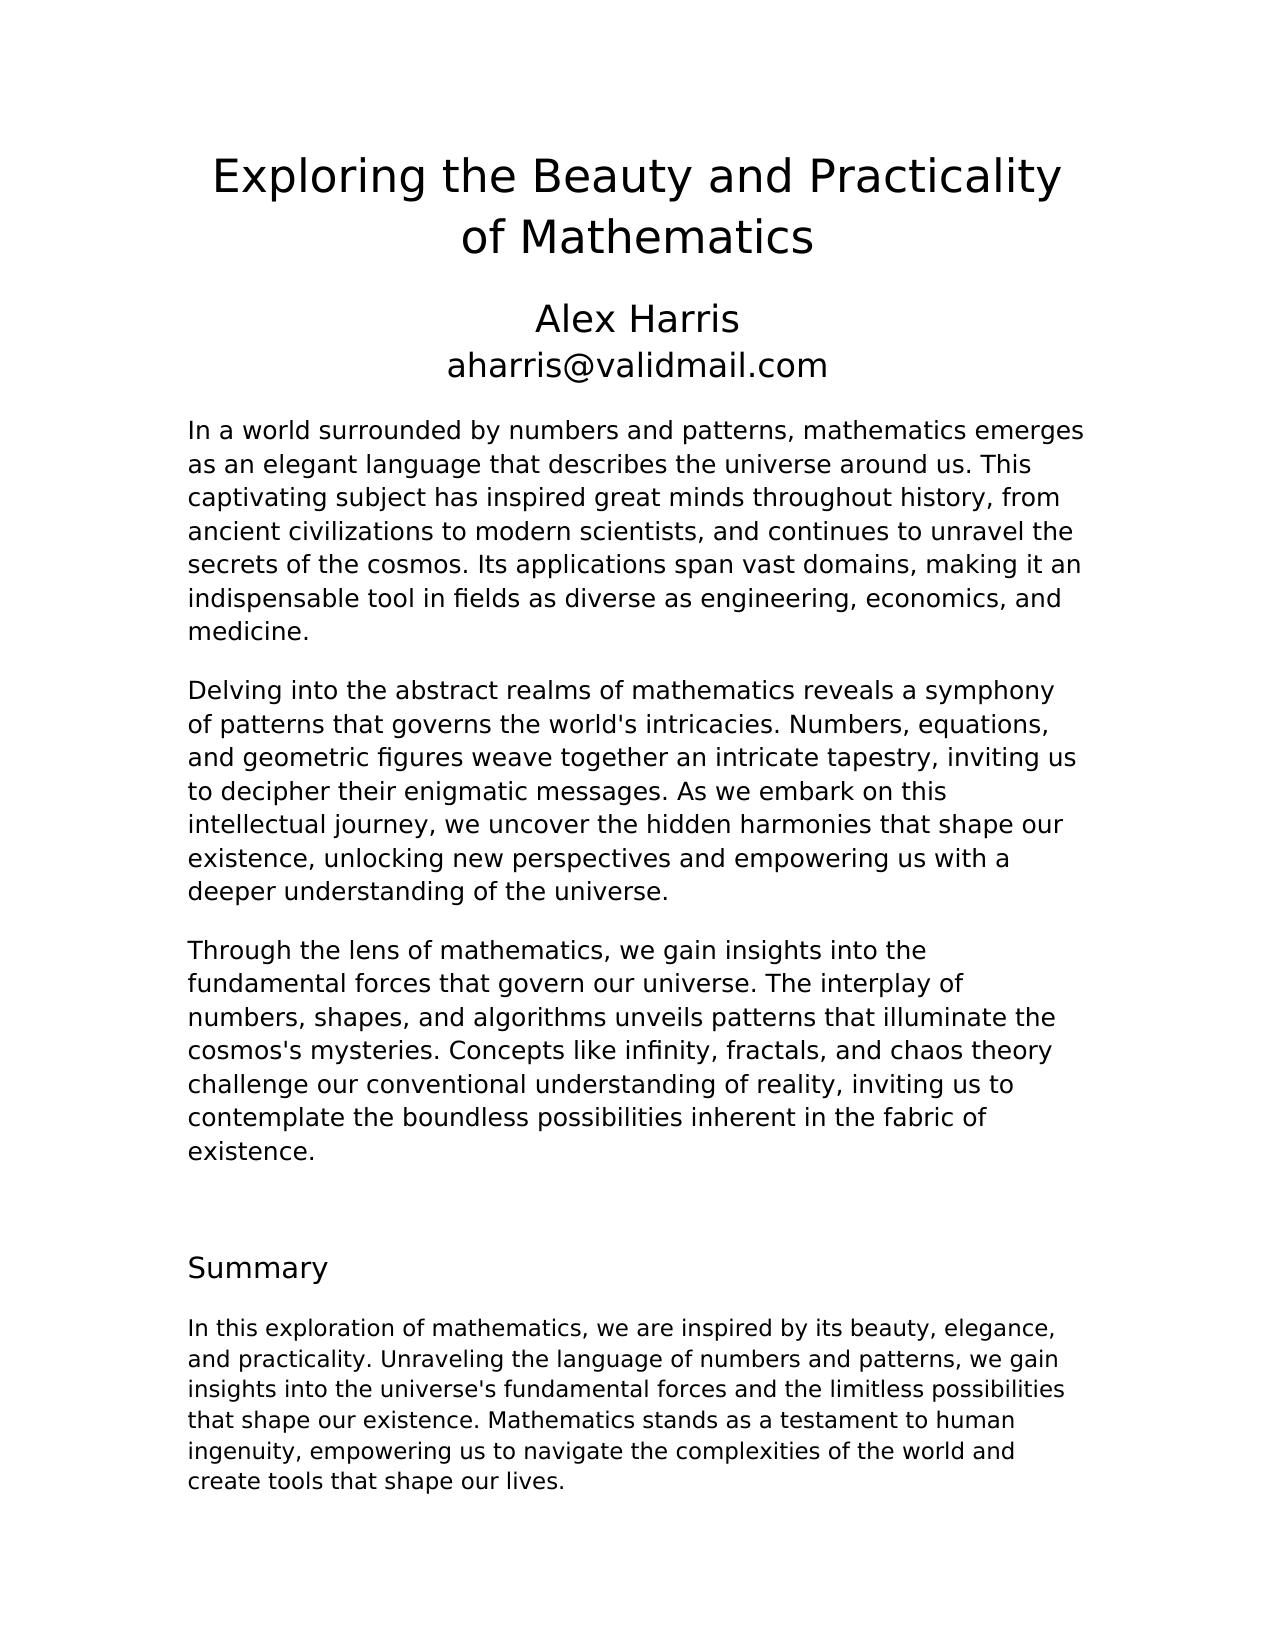 Exploring the Beauty and Practicality
of Mathematics
Alex Harris
aharris@validmail.com
In a world surrounded by numbers and patterns, mathematics emerges
as an elegant language that describes the universe around us. This
captivating subject has inspired great minds throughout history, from
ancient civilizations to modern scientists, and continues to unravel the
secrets of the cosmos. Its applications span vast domains, making it an
indispensable tool in fields as diverse as engineering, economics, and
medicine.
Delving into the abstract realms of mathematics reveals a symphony
of patterns that governs the world's intricacies. Numbers, equations,
and geometric figures weave together an intricate tapestry, inviting us
to decipher their enigmatic messages. As we embark on this
intellectual journey, we uncover the hidden harmonies that shape our
existence, unlocking new perspectives and empowering us with a
deeper understanding of the universe.
Through the lens of mathematics, we gain insights into the
fundamental forces that govern our universe. The interplay of
numbers, shapes, and algorithms unveils patterns that illuminate the
cosmos's mysteries. Concepts like infinity, fractals, and chaos theory
challenge our conventional understanding of reality, inviting us to
contemplate the boundless possibilities inherent in the fabric of
existence.
Summary
In this exploration of mathematics, we are inspired by its beauty, elegance,
and practicality. Unraveling the language of numbers and patterns, we gain
insights into the universe's fundamental forces and the limitless possibilities
that shape our existence. Mathematics stands as a testament to human
ingenuity, empowering us to navigate the complexities of the world and
create tools that shape our lives.